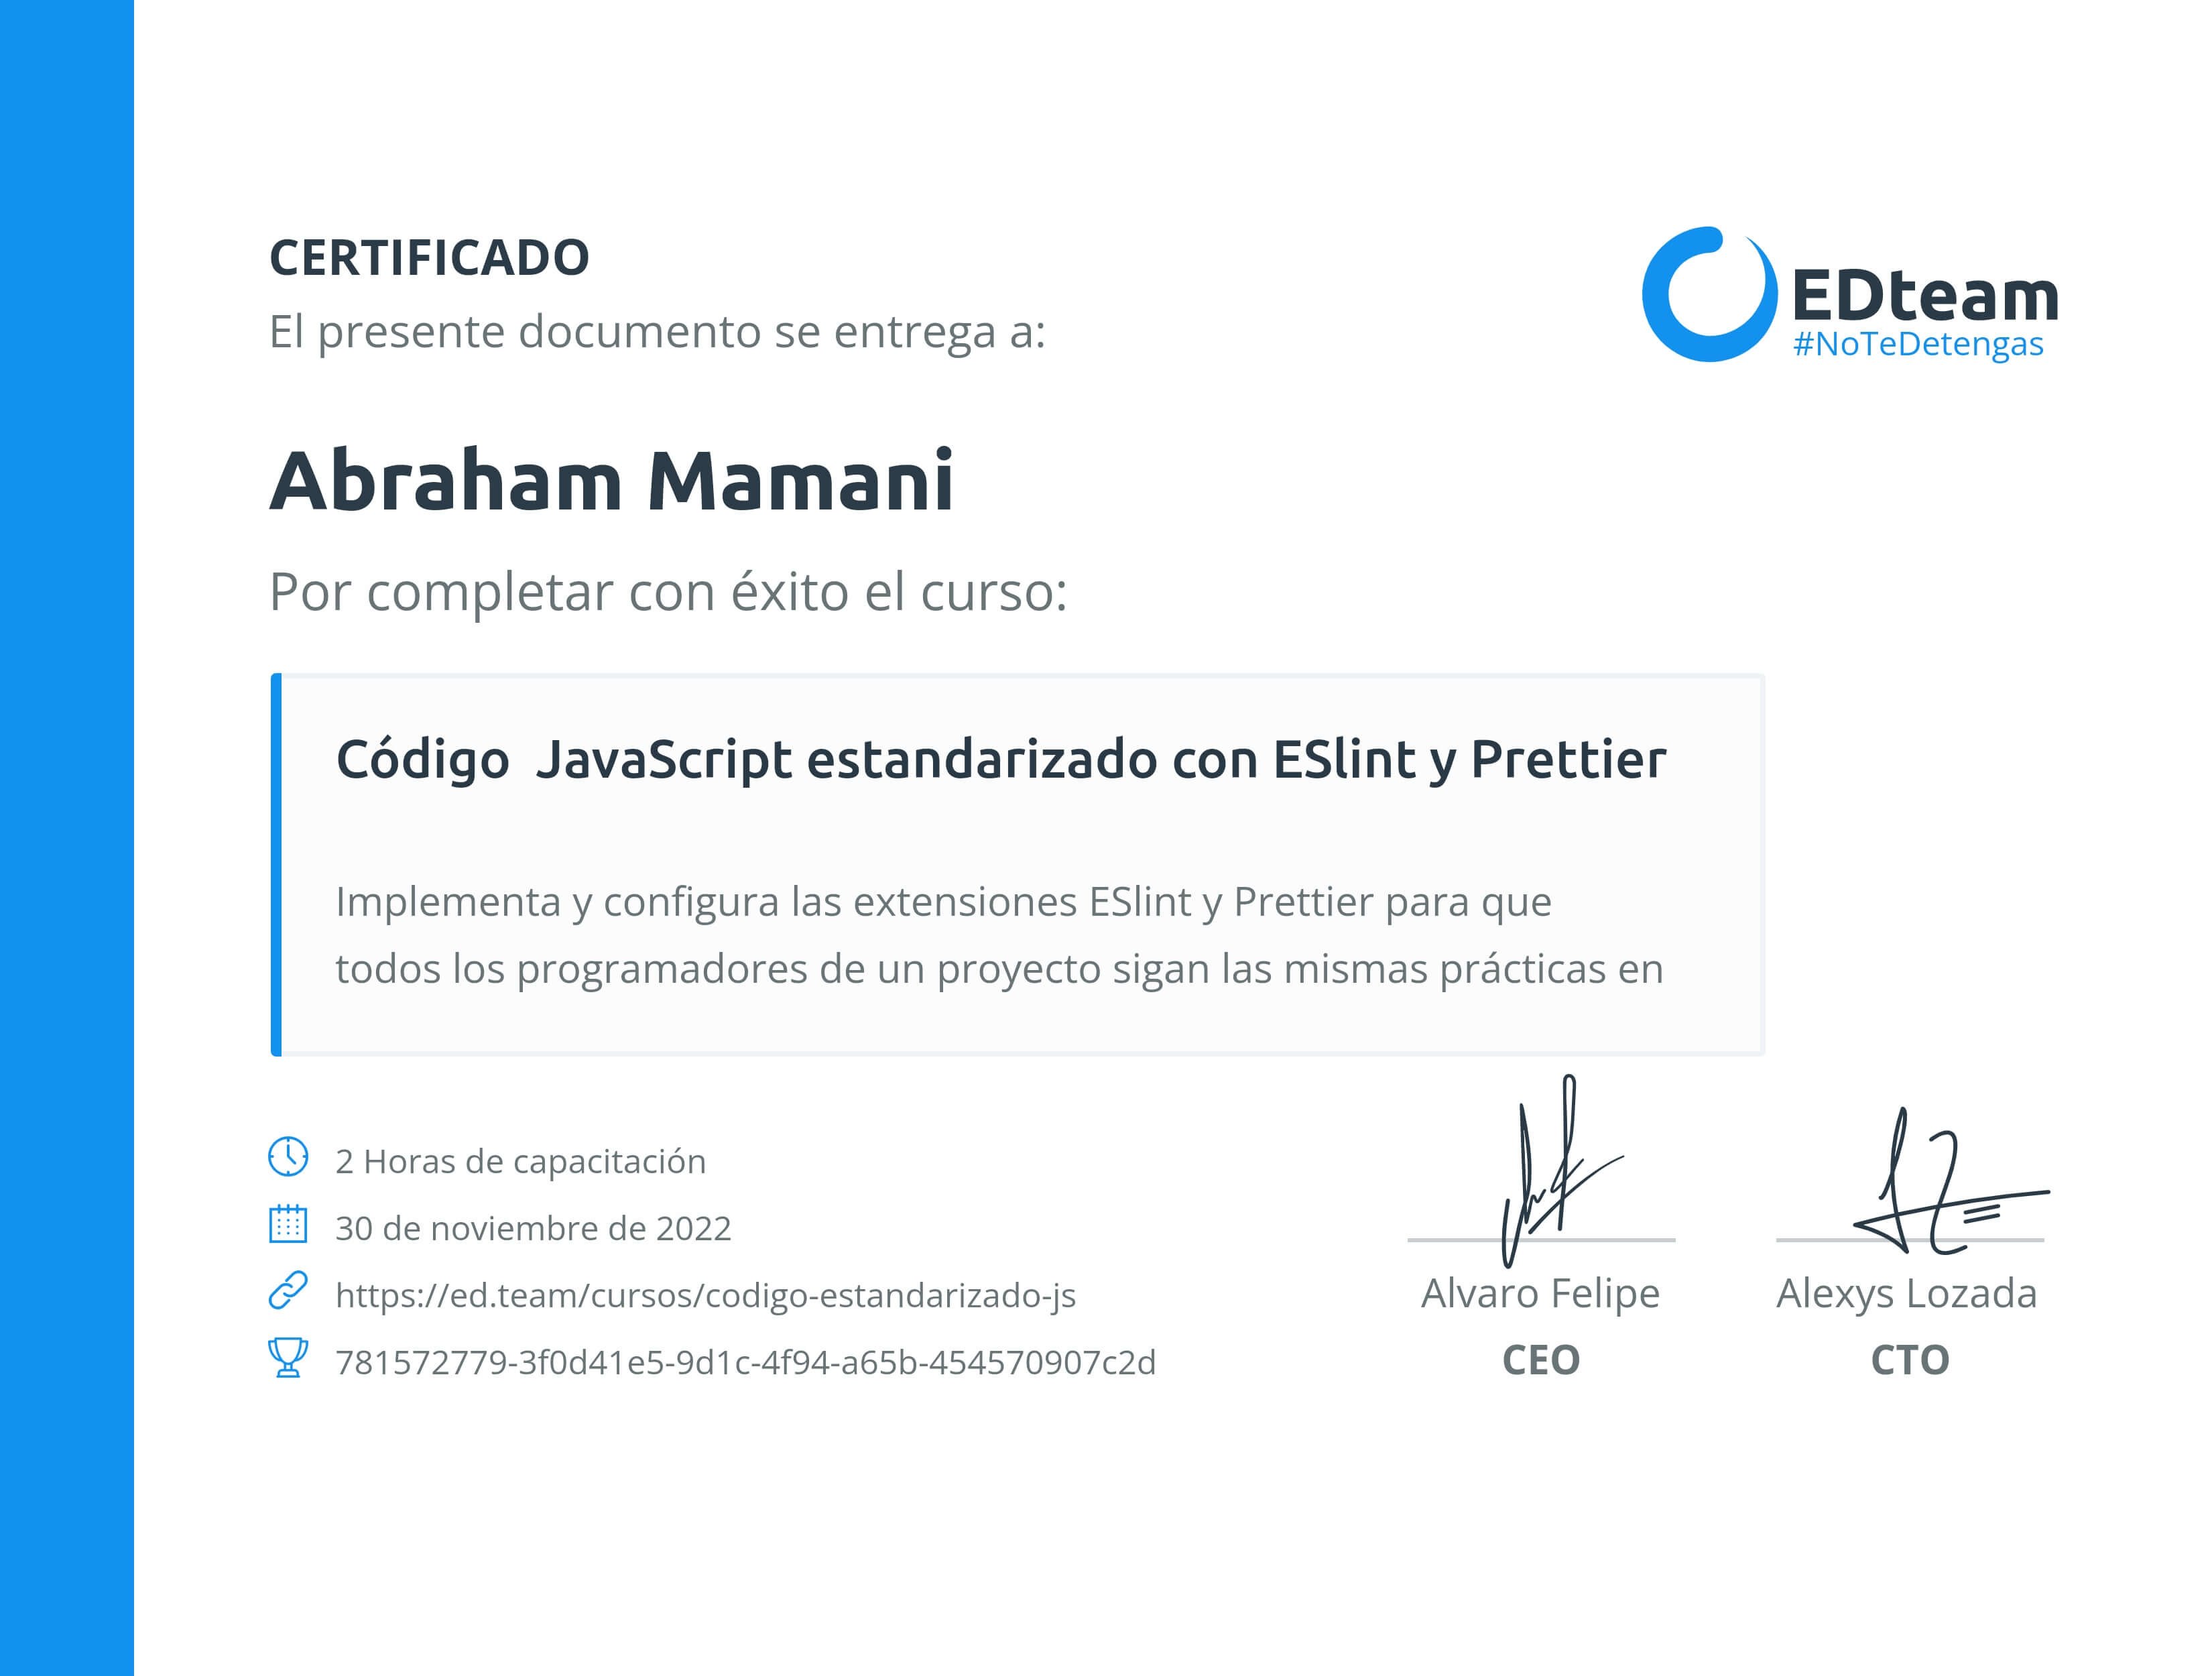 CERTIFICADO
El presente documento se entrega a:
EDteam
#NoTeDetengas
Abraham Mamani
Por completar con éxito el curso:
Código  JavaScript estandarizado con ESlint y Prettier
Implementa y configura las extensiones ESlint y Prettier para que
todos los programadores de un proyecto sigan las mismas prácticas en
2 Horas de capacitación
30 de noviembre de 2022
https://ed.team/cursos/codigo-estandarizado-js
781572779-3f0d41e5-9d1c-4f94-a65b-454570907c2d
Alvaro Felipe
CEO
Alexys Lozada
CTO